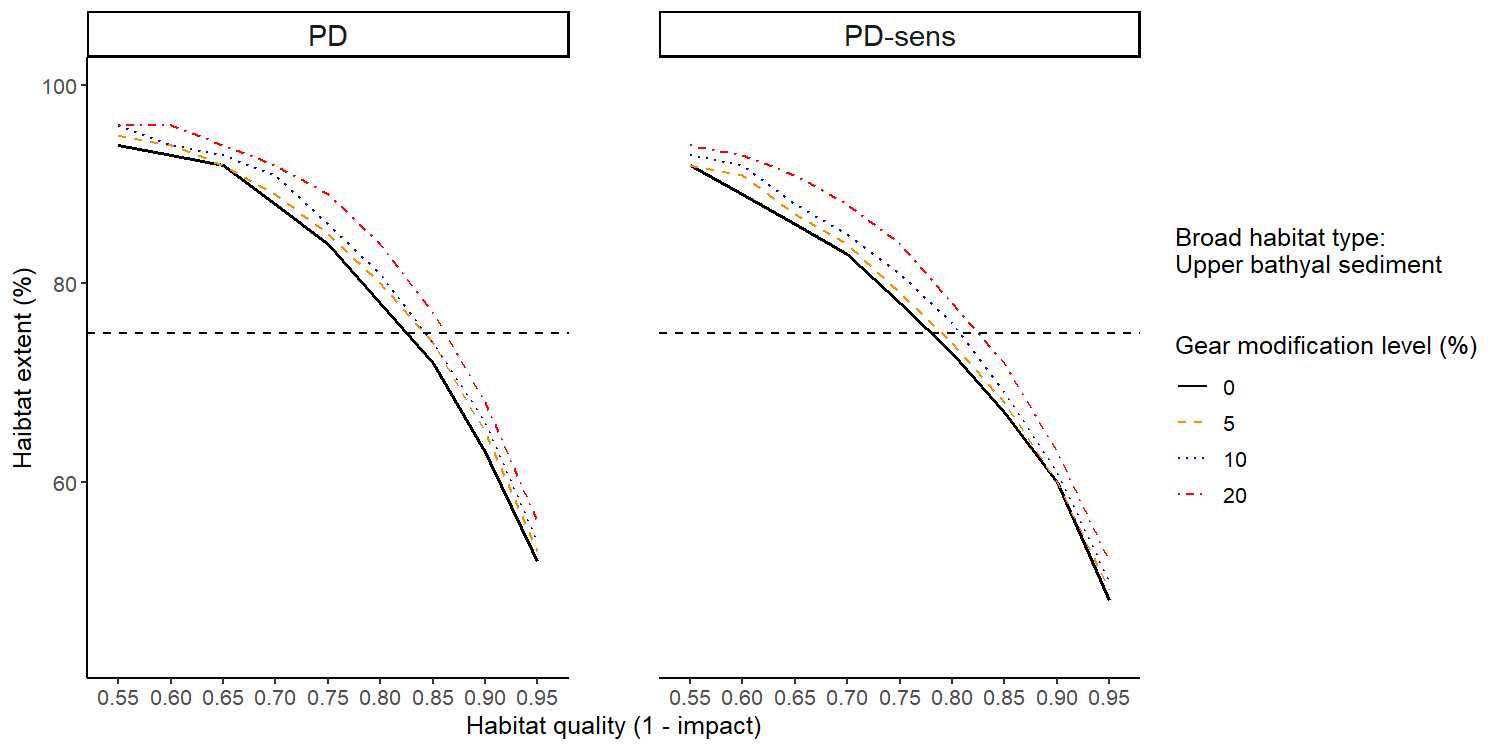 PD
PD-sens
100
80
60
Haibtat extent (%)
0.55 0.60 0.65 0.70 0.75 0.80 0.85 0.90 0.95
0.55 0.60 0.65 0.70 0.75 0.80 0.85 0.90 0.95
Habitat quality (1 - impact)
Broad habitat type:
Upper bathyal sediment
Gear modification level (%)
0
5
10
20